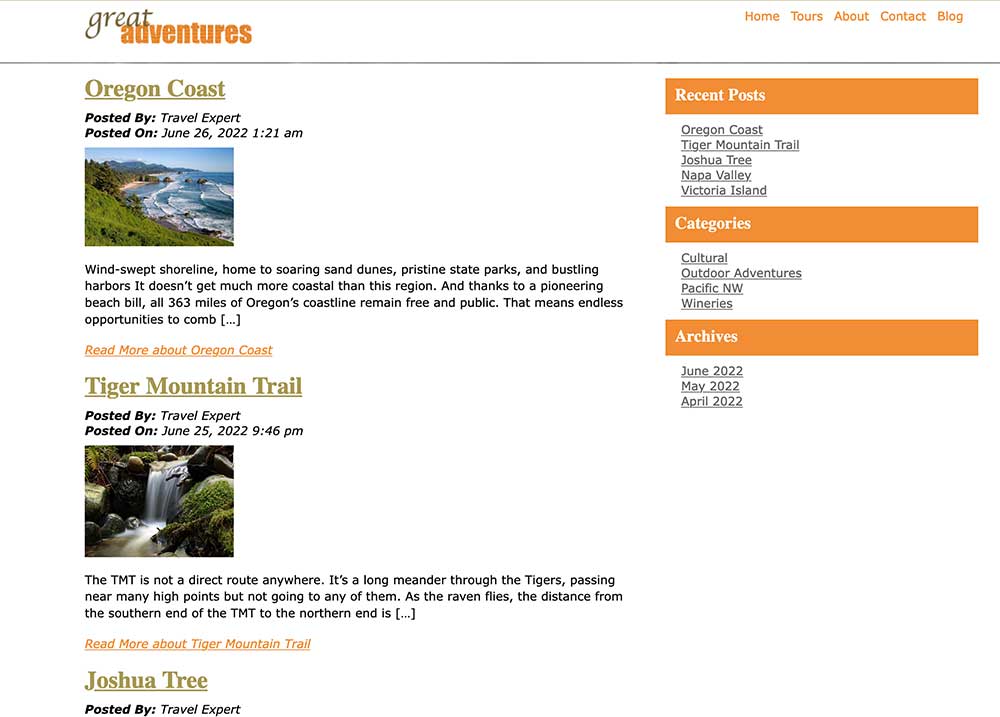 great
adventures
Home Tours About Contact Blog
Oregon Coast
Posted By: Travel Expert
Posted On: June 26, 2022 1:21 am
Wind-swept shoreline, home to soaring sand dunes, pristine state parks, and bustling
harbors It doesn’t get much more coastal than this region. And thanks to a pioneering
beach bill, all 363 miles of Oregon’s coastline remain free and public. That means endless
opportunities to comb […]
Read More about Oregon Coast
Tiger Mountain Trail
Posted By: Travel Expert
Posted On: June 25, 2022 9:46 pm
The TMT is not a direct route anywhere. It’s a long meander through the Tigers, passing
near many high points but not going to any of them. As the raven flies, the distance from
the southern end of the TMT to the northern end is […]
Read More about Tiger Mountain Trail
Joshua Tree
Posted By: Travel Expert
Recent Posts
Oregon Coast
Tiger Mountain Trail
Joshua Tree
Napa Valley
Victoria Island
Categories
Cultural
Outdoor Adventures
Pacific NW
Wineries
Archives
June 2022
May 2022
April 2022